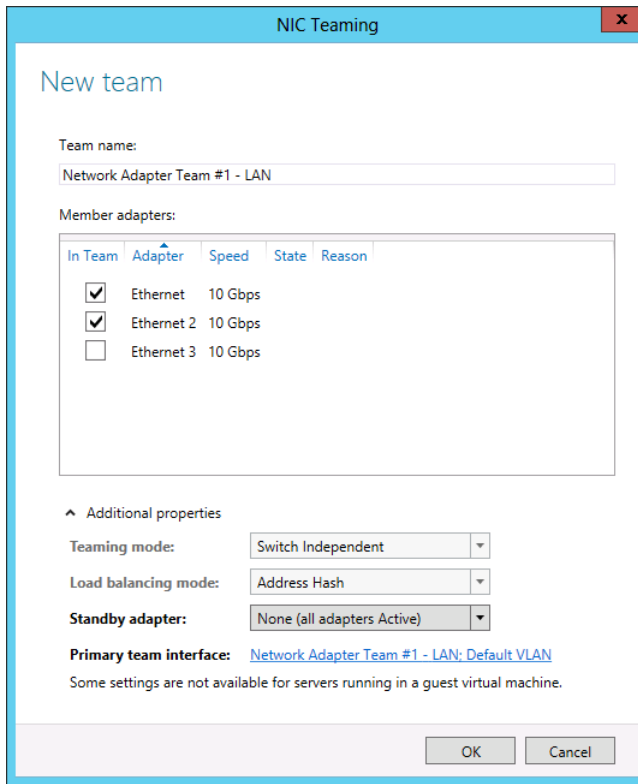 NIC Teaming
x
New team
Team name:
Network Adapter Team #1 - LAN
Member adapters:
In Team Adapter Speed State Reason
Ethernet 10 Gbps
Ethernet 2 10 Gbps
Ethernet 3 10 Gbps
Additional properties
Teaming mode: Switch Independent
Load balancing mode: Address Hash
Standby adapter: None (all adapters Active)
Primary team interface: Network Adapter Team #1 - LAN; Default VLAN
Some settings are not available for servers running in a guest virtual machine.
OK Cancel